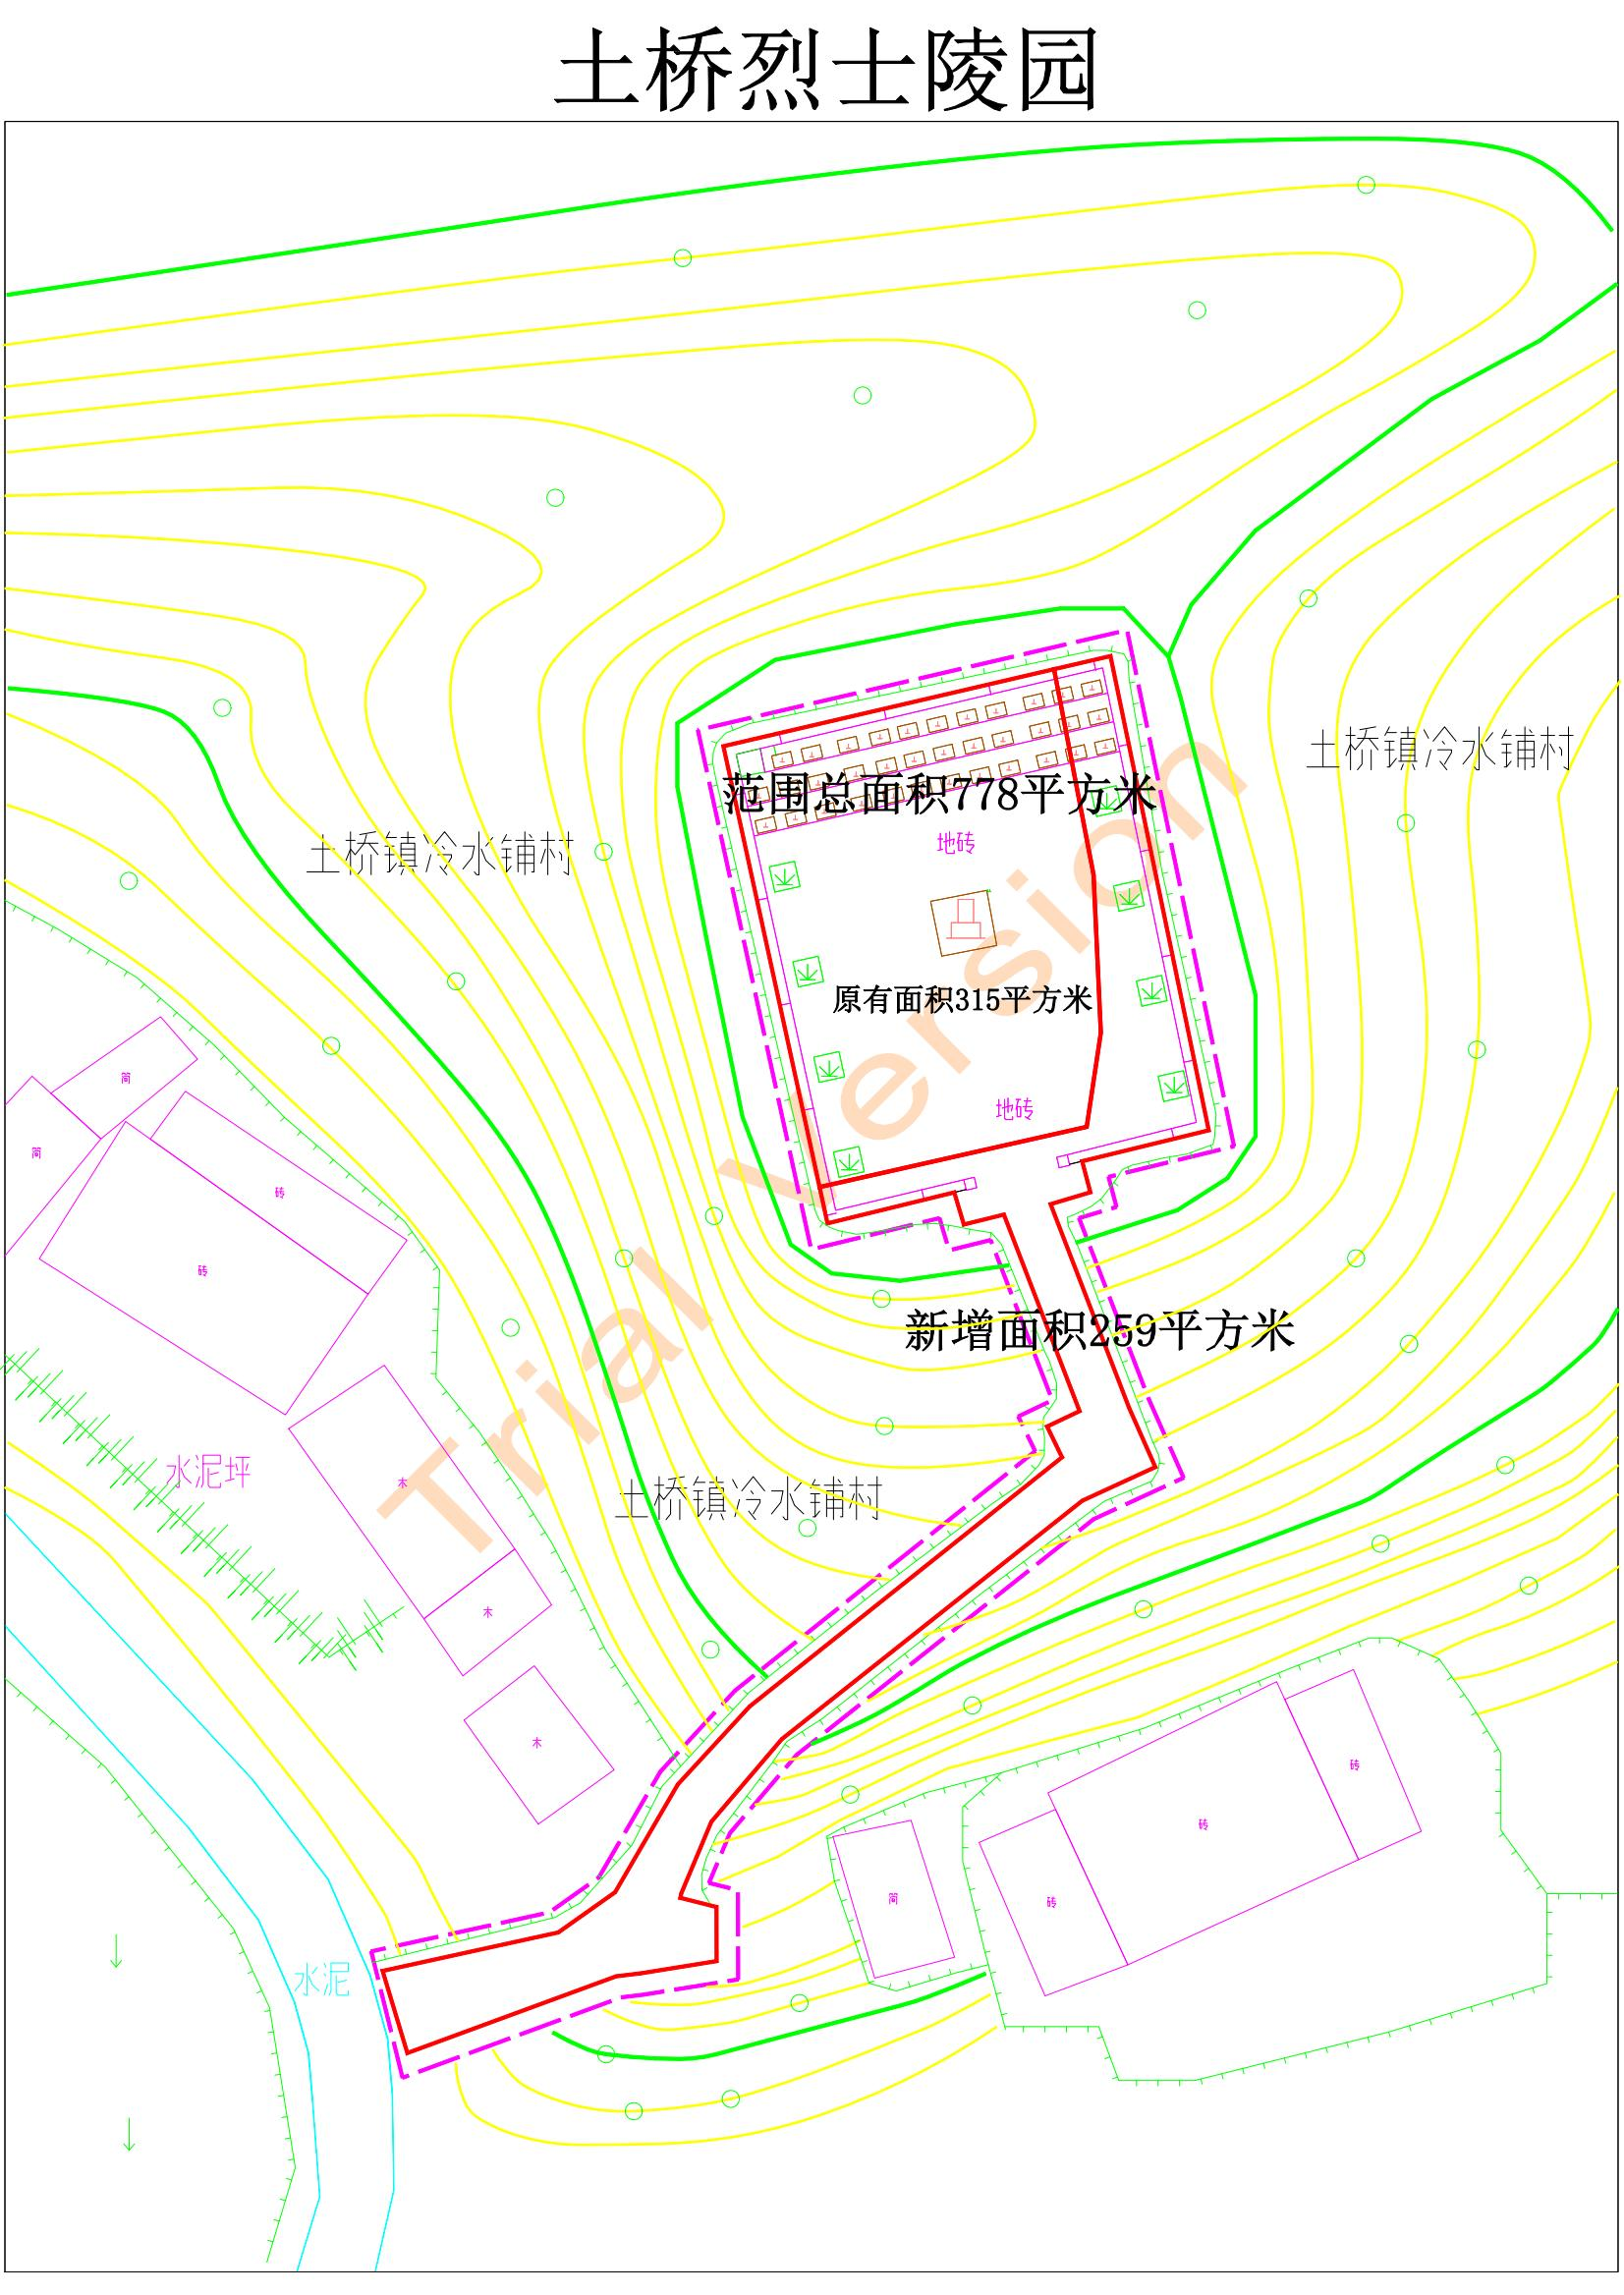 土桥烈士陵园
土桥镇冷水铺村
范围总面积778平方米
地砖
土桥镇冷水铺村
原有面积315平方米
简
地砖
简
砖
砖
新增面积259平方米
水泥坪
木
土桥镇冷水铺村
木
木
砖
砖
简
砖
水泥
Trial Version